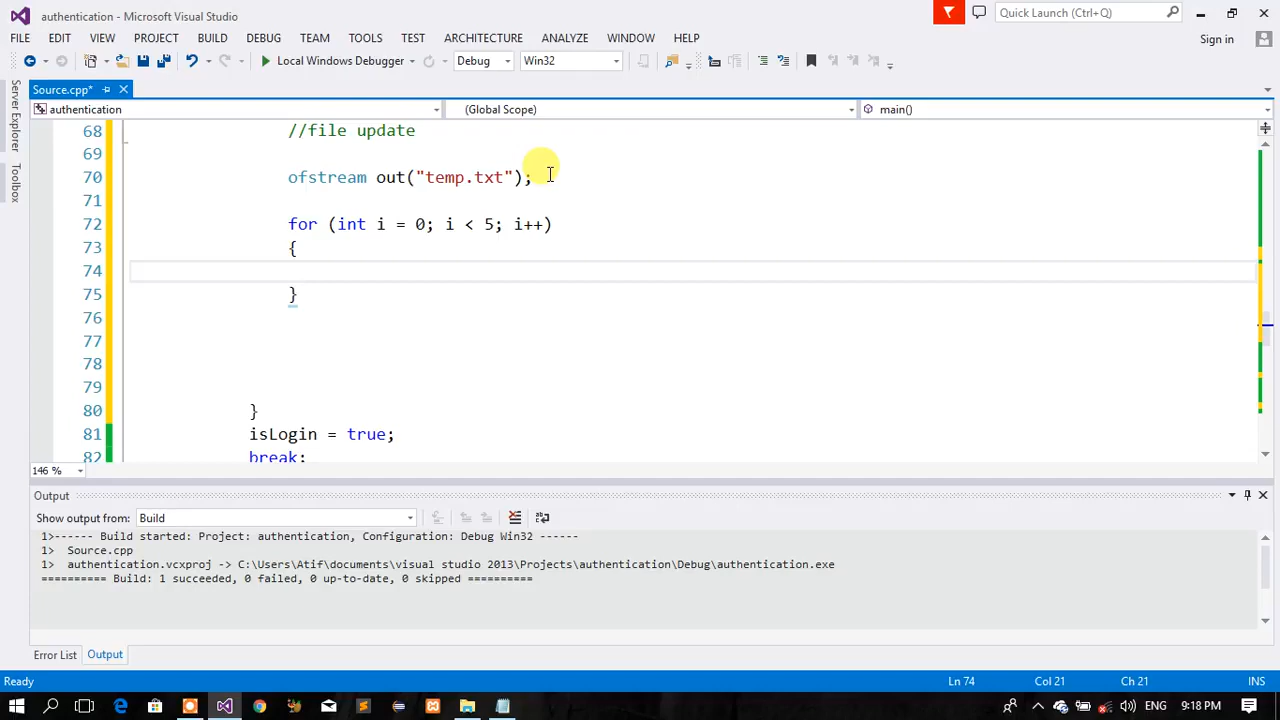 authentication - Microsoft Visual Studio
Quick Launch (Ctrl+Q)
FILE EDIT VIEW PROJECT BUILD DEBUG TEAM TOOLS TEST ARCHITECTURE ANALYZE WINDOW HELP
Sign in
Local Windows Debugger Debug Win32
Server Explorer
Toolbox
Source.cpp*
authentication (Global Scope) main()
68 //file update
69
70 ofstream out("temp.txt");
71
72 for (int i = 0; i < 5; i++)
73 {
74
75 }
76
77
78
79
80 }
81 isLogin = true;
82 break;
146 %
Output
Show output from: Build
1>------ Build started: Project: authentication, Configuration: Debug Win32 ------
1> Source.cpp
1> authentication.vcxproj -> C:\Users\Atif\documents\visual studio 2013\Projects\authentication\Debug\authentication.exe
========== Build: 1 succeeded, 0 failed, 0 up-to-date, 0 skipped ==========
Error List Output
Ready Ln 74 Col 21 Ch 21 INS
ENG 9:18 PM